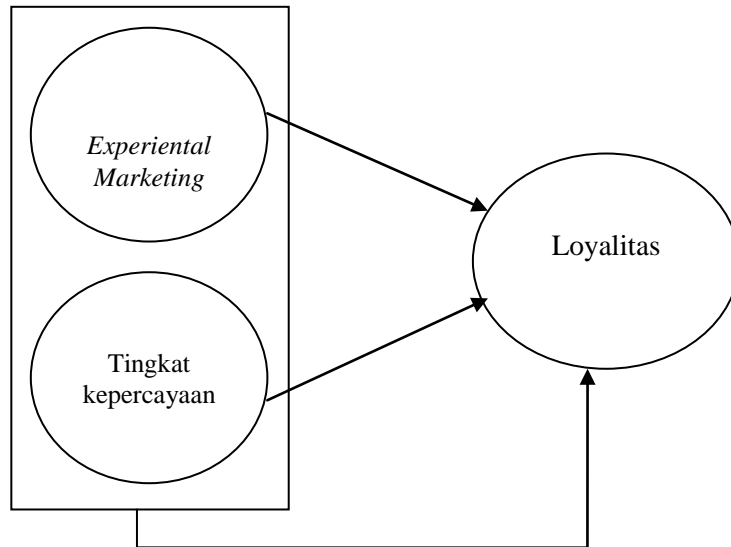 Experiental
Marketing
Loyalitas
Tingkat
kepercayaan